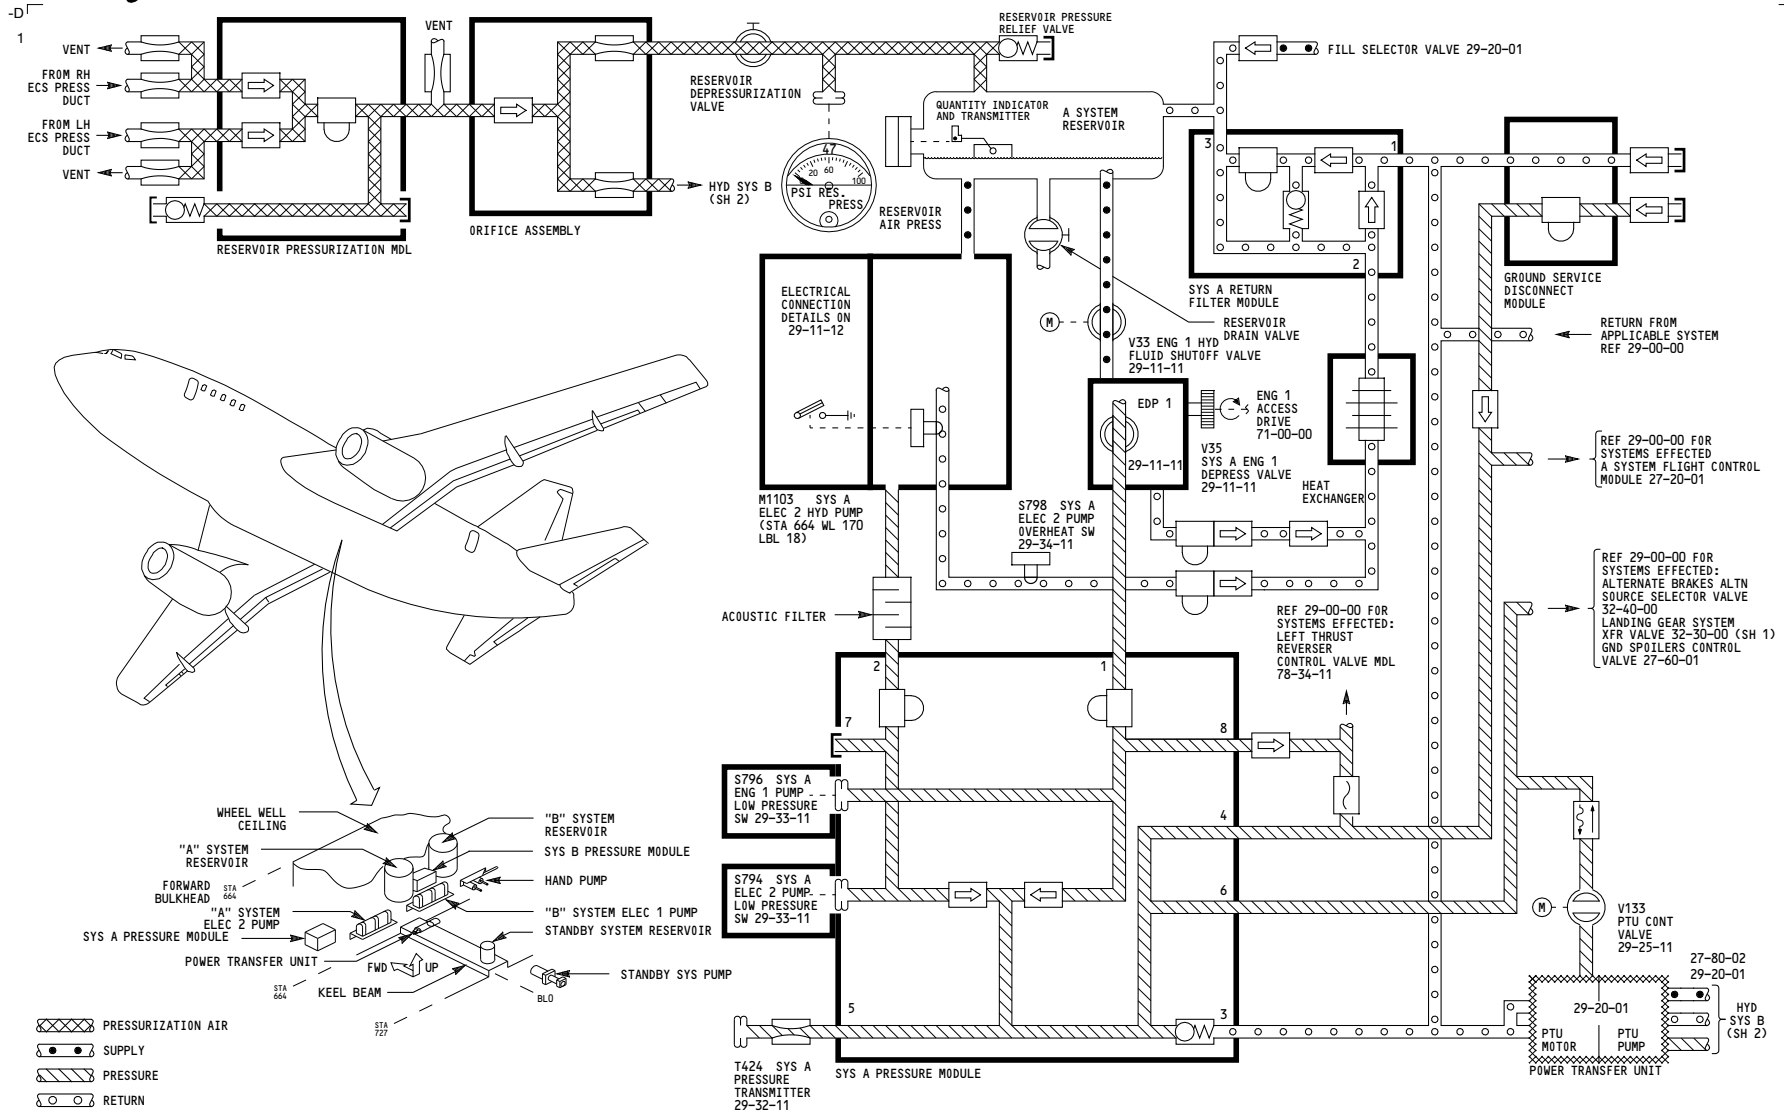 -D
1
VENT
FROM RH
ECS PRESS
DUCT
FROM LH
ECS PRESS
DUCT
VENT
RESERVOIR PRESSURIZATION MDL
VENT
ORIFICE ASSEMBLY
HYD SYS B
(SH 2)
RESERVOIR
DEPRESSURIZATION
VALVE
RESERVOIR PRESSURE
RELIEF VALVE
47
20
60
100
PSI RES.
PRESS
RESERVOIR
AIR PRESS
QUANTITY INDICATOR
AND TRANSMITTER
A SYSTEM
RESERVOIR
FILL SELECTOR VALVE 29-20-01
3
1
2
SYS A RETURN
FILTER MODULE
GROUND SERVICE
DISCONNECT
MODULE
RESERVOIR
DRAIN VALVE
M
V33 ENG 1 HYD
FLUID SHUTOFF VALVE
29-11-11
RETURN FROM
APPLICABLE SYSTEM
REF 29-00-00
ELECTRICAL
CONNECTION
DETAILS ON
29-11-12
EDP 1
29-11-11
ENG 1
ACCESS
DRIVE
71-00-00
V35
SYS A ENG 1
DEPRESS VALVE
29-11-11
HEAT
EXCHANGER
REF 29-00-00 FOR
SYSTEMS EFFECTED
A SYSTEM FLIGHT CONTROL
MODULE 27-20-01
M1103 SYS A
ELEC 2 HYD PUMP
(STA 664 WL 170
LBL 18)
S798 SYS A
ELEC 2 PUMP
OVERHEAT SW
29-34-11
ACOUSTIC FILTER
REF 29-00-00 FOR
SYSTEMS EFFECTED:
LEFT THRUST
REVERSER
CONTROL VALVE MDL
78-34-11
REF 29-00-00 FOR
SYSTEMS EFFECTED:
ALTERNATE BRAKES ALTN
SOURCE SELECTOR VALVE
32-40-00
LANDING GEAR SYSTEM
XFR VALVE 32-30-00 (SH 1)
GND SPOILERS CONTROL
VALVE 27-60-01
2
1
7
8
4
6
5
3
S796 SYS A
ENG 1 PUMP
LOW PRESSURE
SW 29-33-11
S794 SYS A
ELEC 2 PUMP
LOW PRESSURE
SW 29-33-11
T424 SYS A
PRESSURE
TRANSMITTER
29-32-11
SYS A PRESSURE MODULE
M
V133
PTU CONT
VALVE
29-25-11
27-80-02
29-20-01
HYD
SYS B
(SH 2)
29-20-01
PTU
MOTOR
PTU
PUMP
POWER TRANSFER UNIT
WHEEL WELL
CEILING
"A" SYSTEM
RESERVOIR
FORWARD
BULKHEAD
STA
664
"A" SYSTEM
ELEC 2 PUMP
SYS A PRESSURE MODULE
POWER TRANSFER UNIT
STA
664
KEEL BEAM
FWD
UP
STA
727
BL0
"B" SYSTEM
RESERVOIR
SYS B PRESSURE MODULE
HAND PUMP
"B" SYSTEM ELEC 1 PUMP
STANDBY SYSTEM RESERVOIR
STANDBY SYS PUMP
PRESSURIZATION AIR
SUPPLY
PRESSURE
RETURN